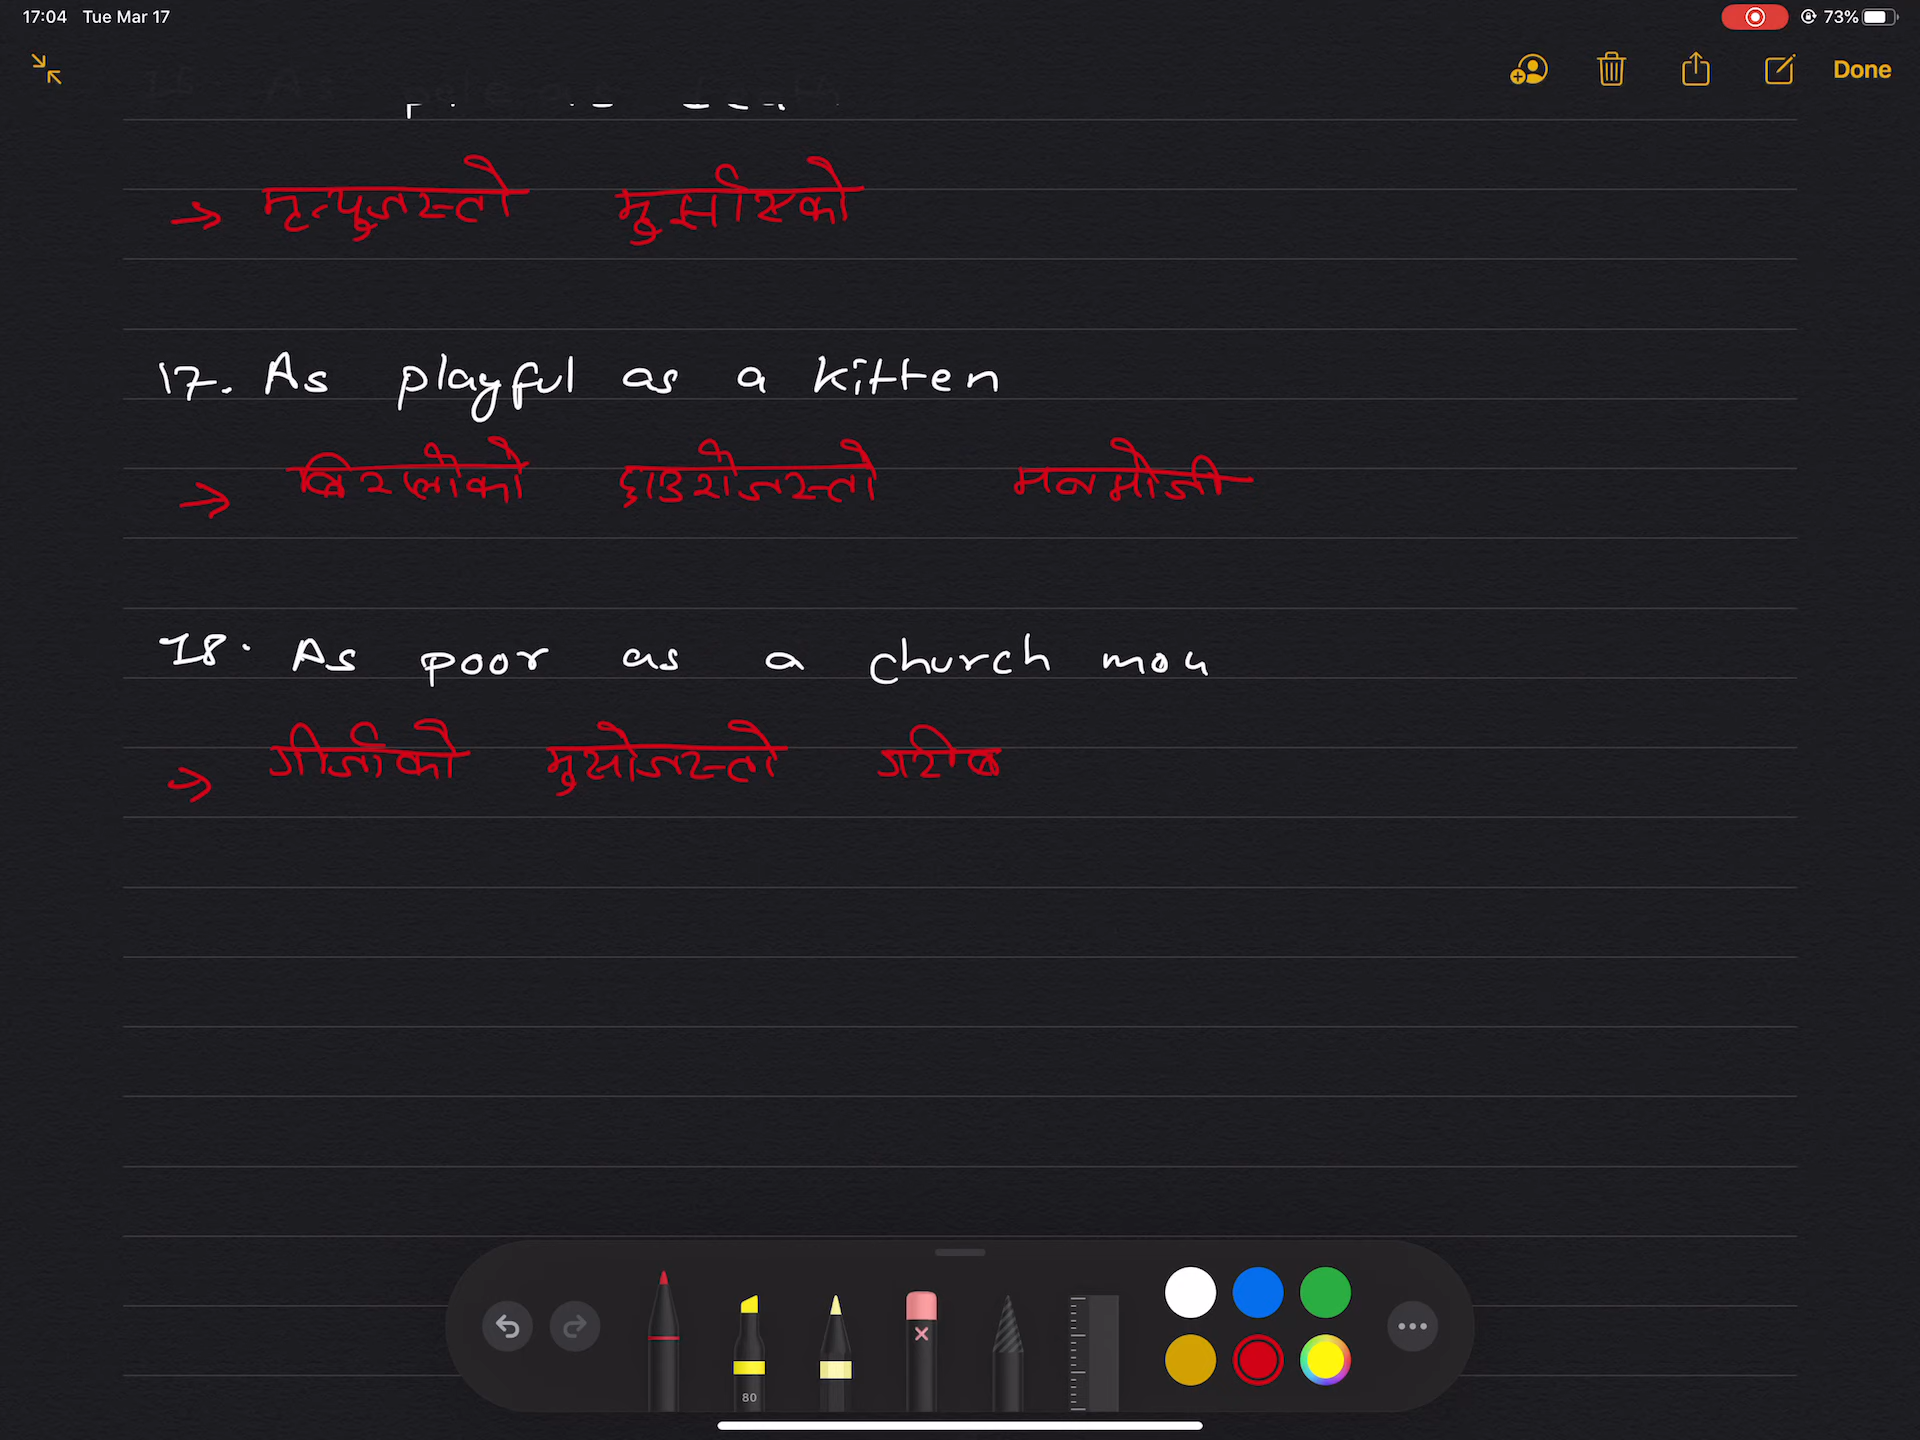 17:04 Tue Mar 17 73%
Done
→ मृत्युजस्तो मुर्झाएको
17. As playful as a kitten
→ बिरालोको छाउरोजस्तो मनमौजी
18. As poor as a church mou
→ गीर्जाको मुसोजस्तो गरीब
80